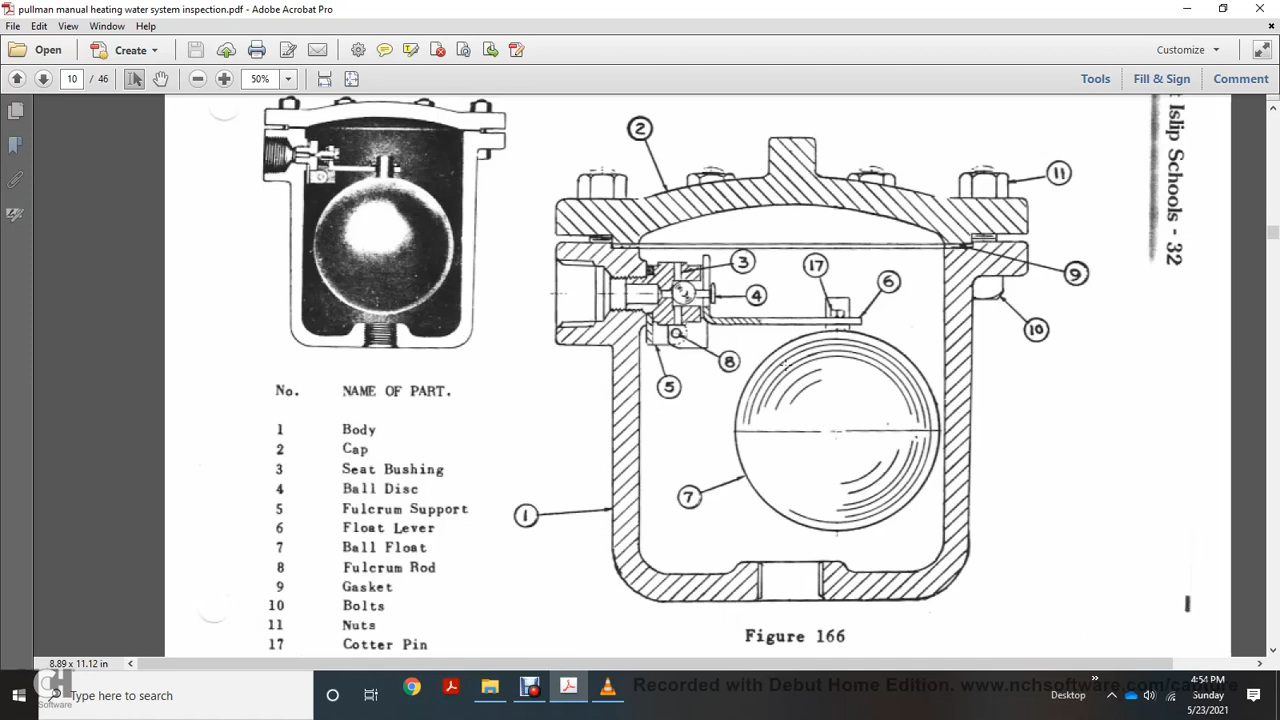 pullman manual heating water system inspection.pdf - Adobe Acrobat Pro
File Edit View Window Help
Open Create Customize
10 / 46 50% Tools Fill & Sign Comment
Islip Schools - 32
2
11
3
17
6
4
9
10
8
5
7
1
No. NAME OF PART.
1 Body
2 Cap
3 Seat Bushing
4 Ball Disc
5 Fulcrum Support
6 Float Lever
7 Ball Float
8 Fulcrum Rod
9 Gasket
10 Bolts
11 Nuts
17 Cotter Pin
Figure 166
8.89 x 11.12 in
Type here to search
Software
Recorded with Debut Home Edition. www.nchsoftware.com/capture
Desktop
4:54 PM
Sunday
5/23/2021